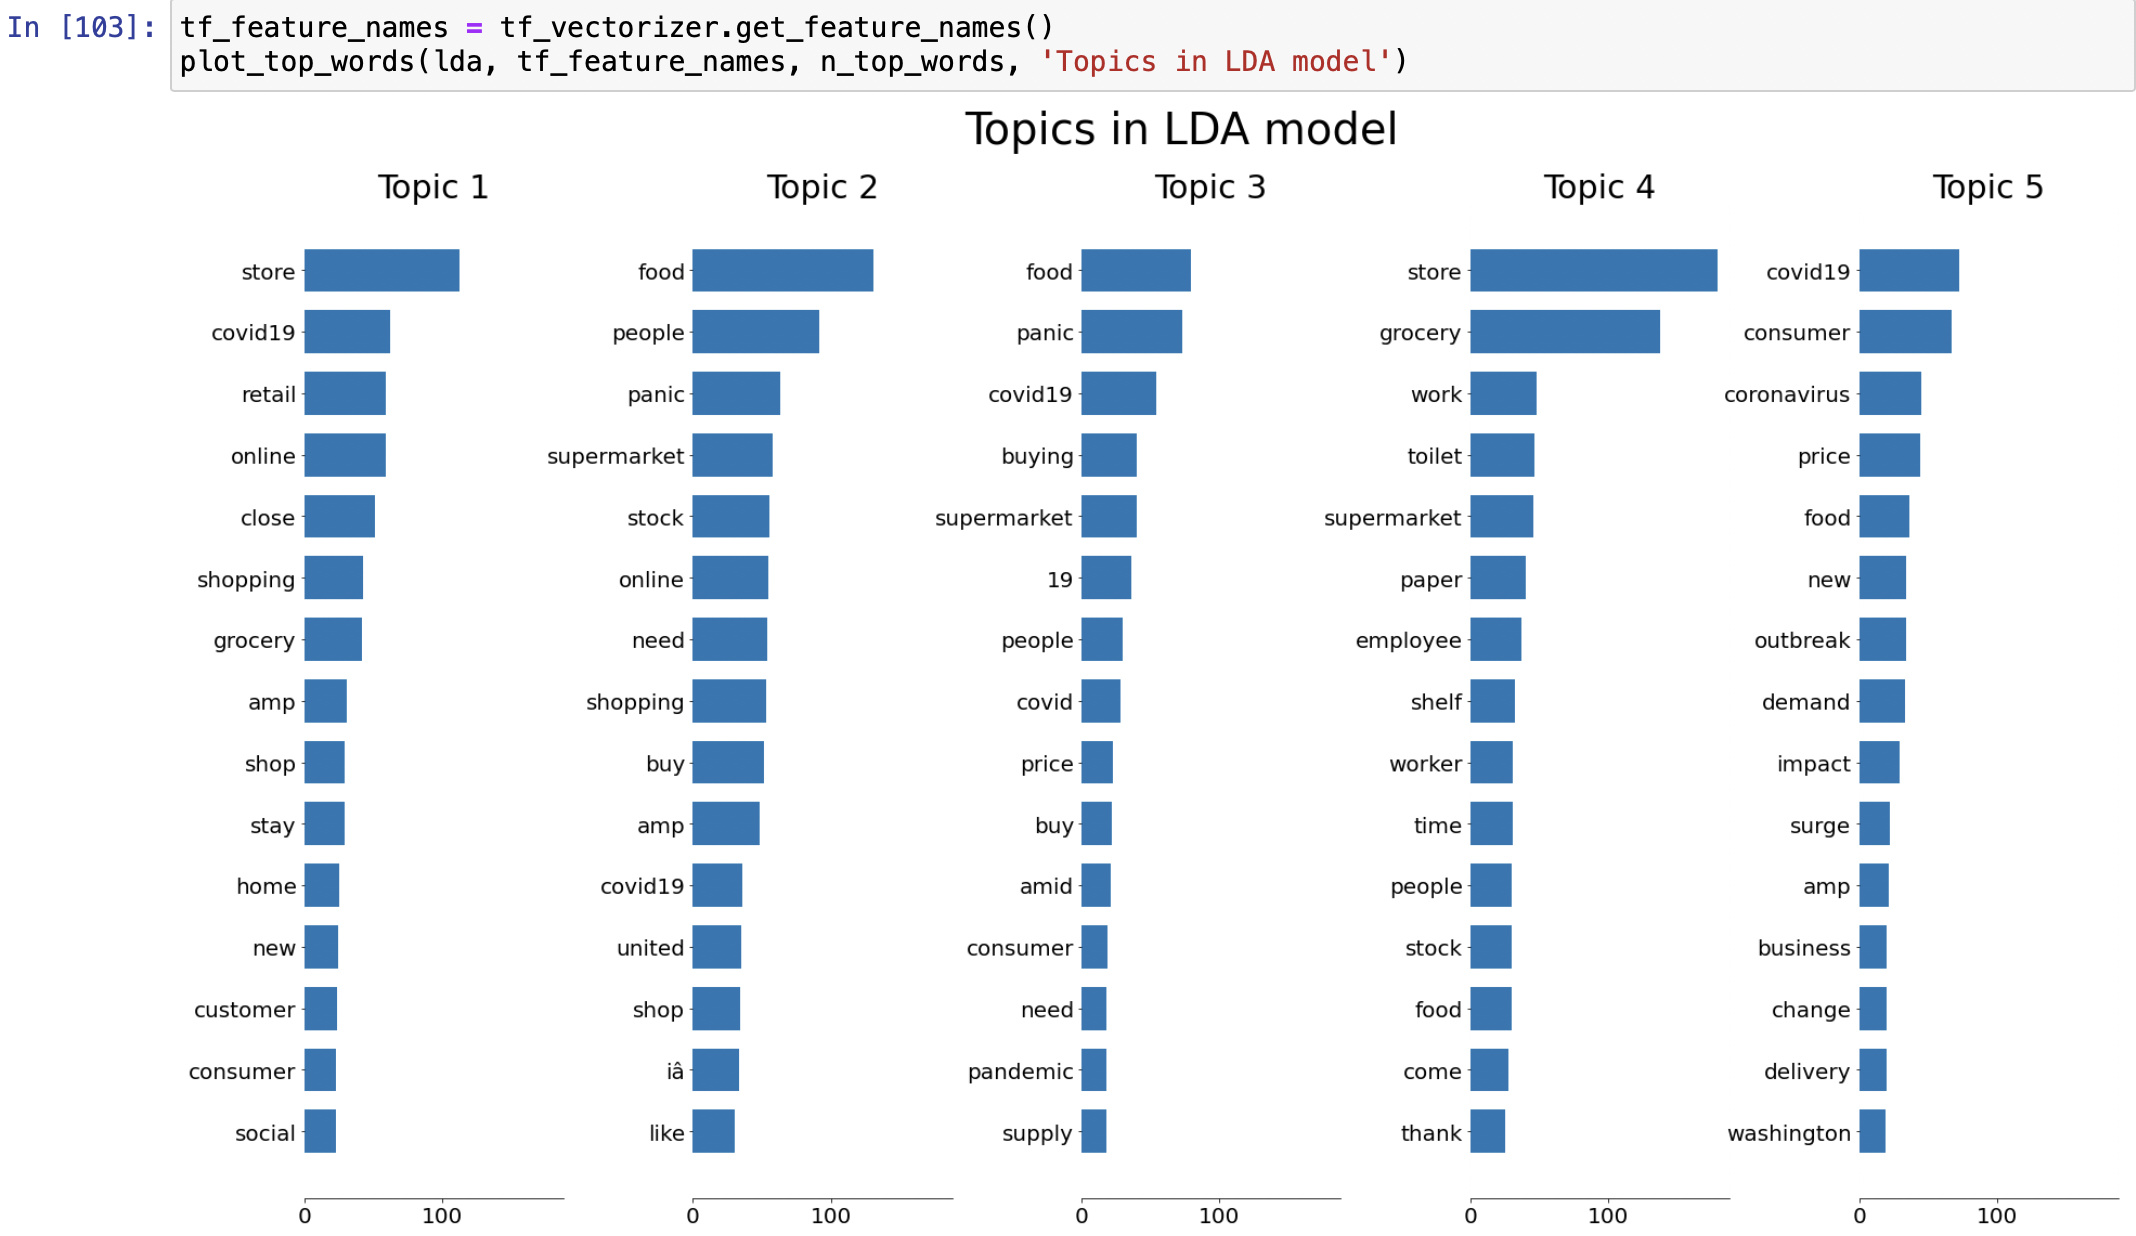 In [103]: tf_feature_names = tf_vectorizer.get_feature_names()
plot_top_words(lda, tf_feature_names, n_top_words, 'Topics in LDA model')
Topics in LDA model
Topic 1
store
covid19
retail
online
close
shopping
grocery
amp
shop
stay
home
new
customer
consumer
social
0 100
Topic 2
food
people
panic
supermarket
stock
online
need
shopping
buy
amp
covid19
united
shop
iâ
like
0 100
Topic 3
food
panic
covid19
buying
supermarket
19
people
covid
price
buy
amid
consumer
need
pandemic
supply
0 100
Topic 4
store
grocery
work
toilet
supermarket
paper
employee
shelf
worker
time
people
stock
food
come
thank
0 100
Topic 5
covid19
consumer
coronavirus
price
food
new
outbreak
demand
impact
surge
amp
business
change
delivery
washington
0 100